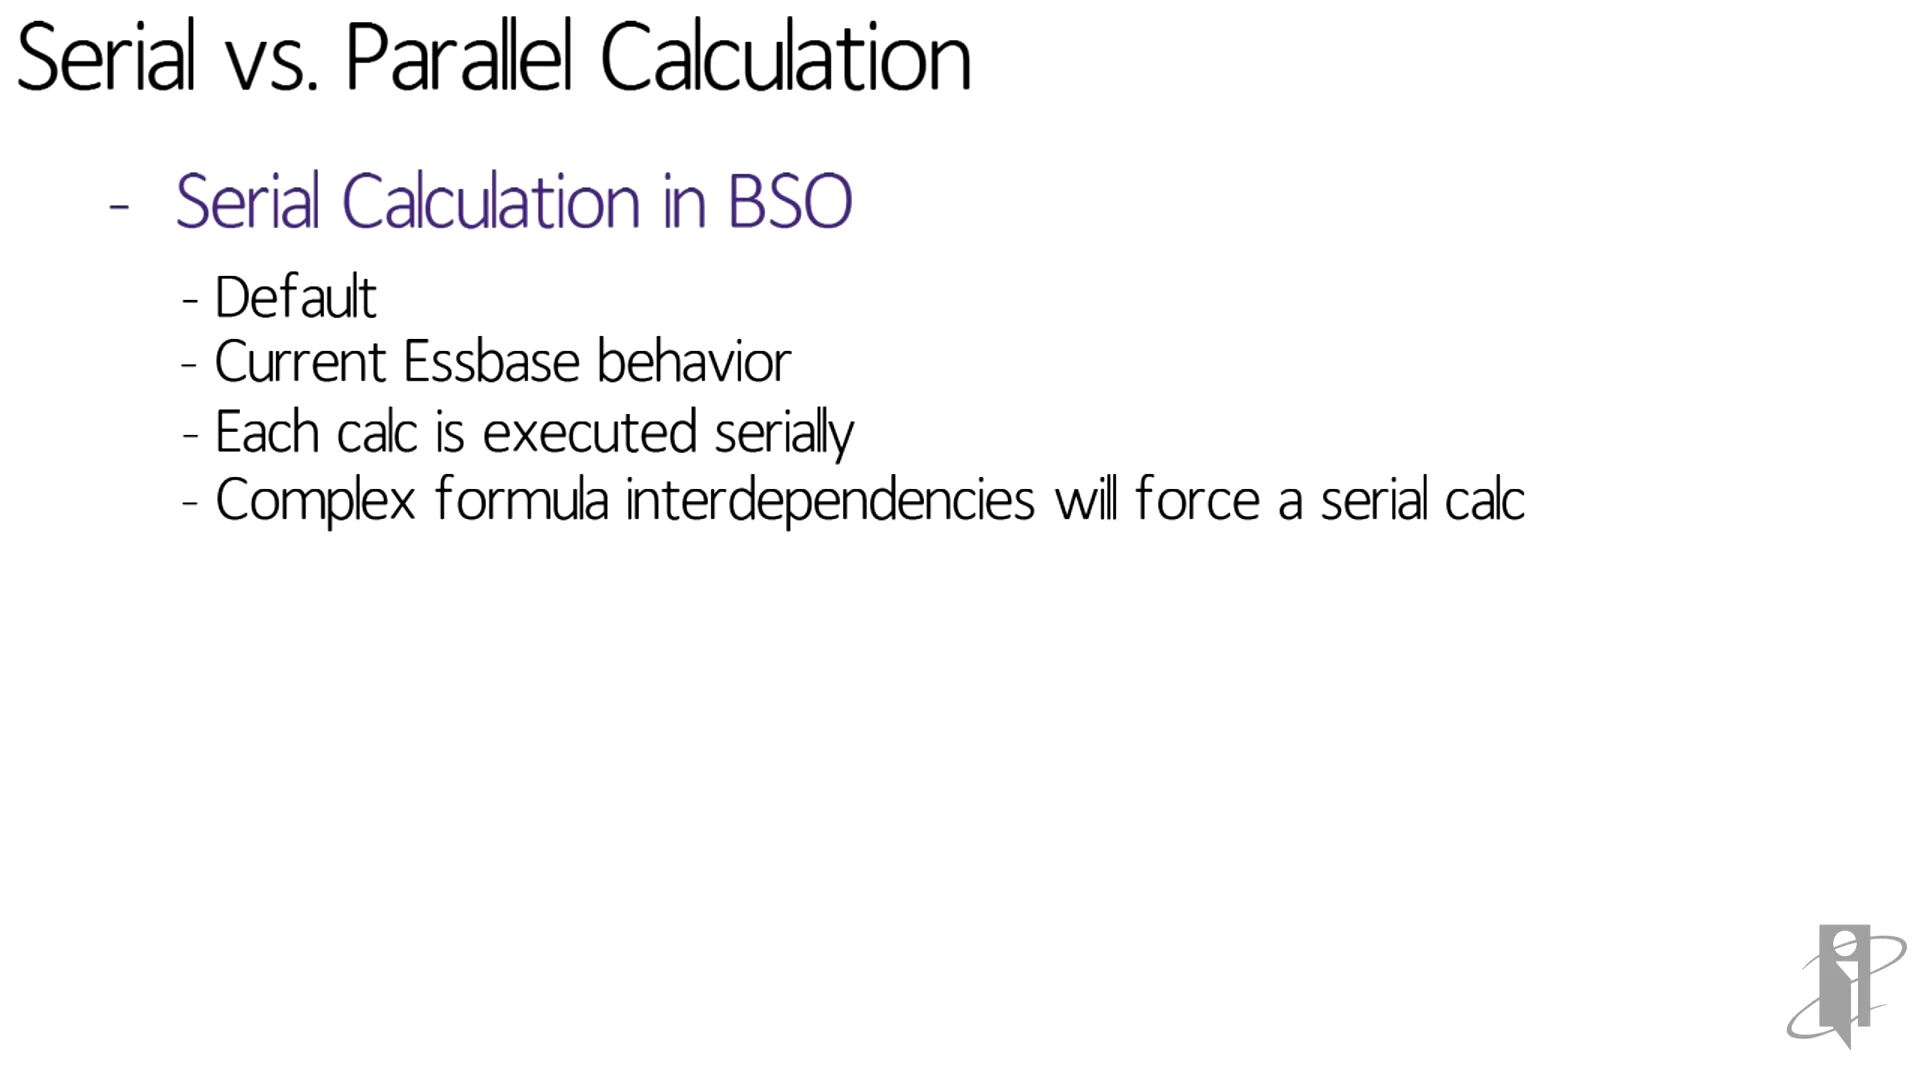 Serial vs. Parallel Calculation
- Serial Calculation in BSO
- Default
- Current Essbase behavior
- Each calc is executed serially
- Complex formula interdependencies will force a serial calc